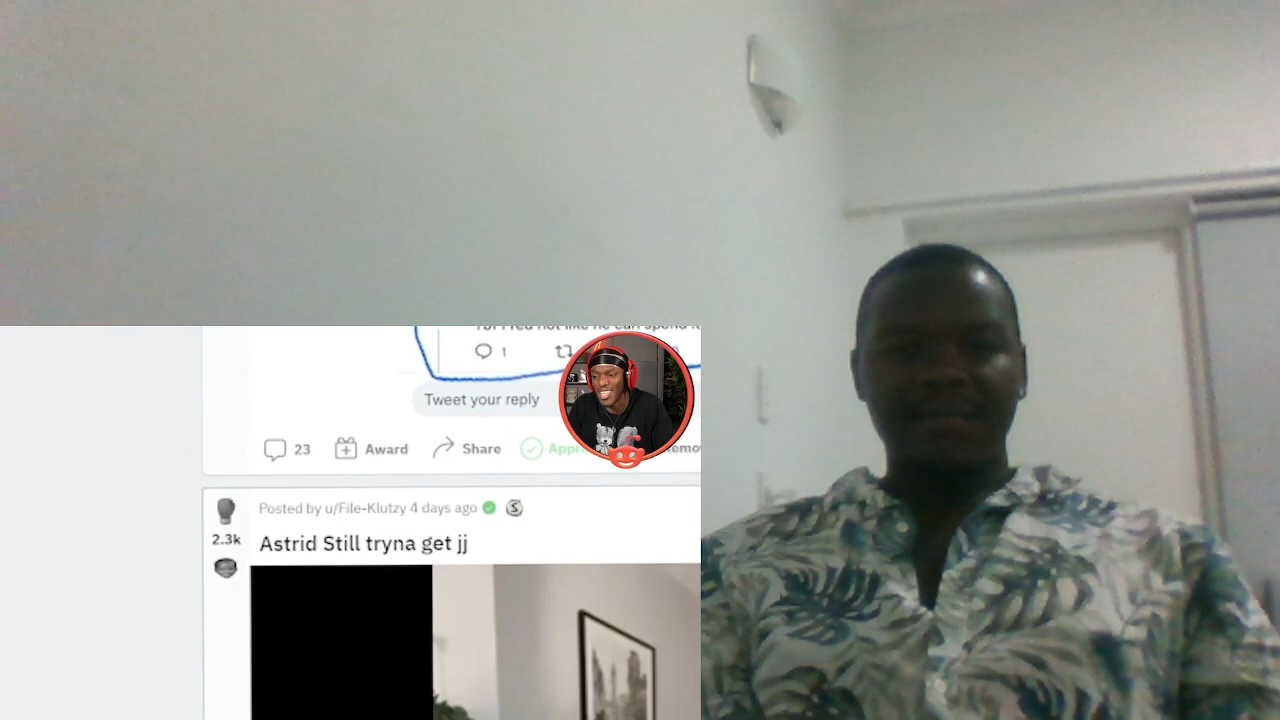 1
Tweet your reply
23 Award Share
Posted by u/File-Klutzy 4 days ago
2.3k
Astrid Still tryna get jj